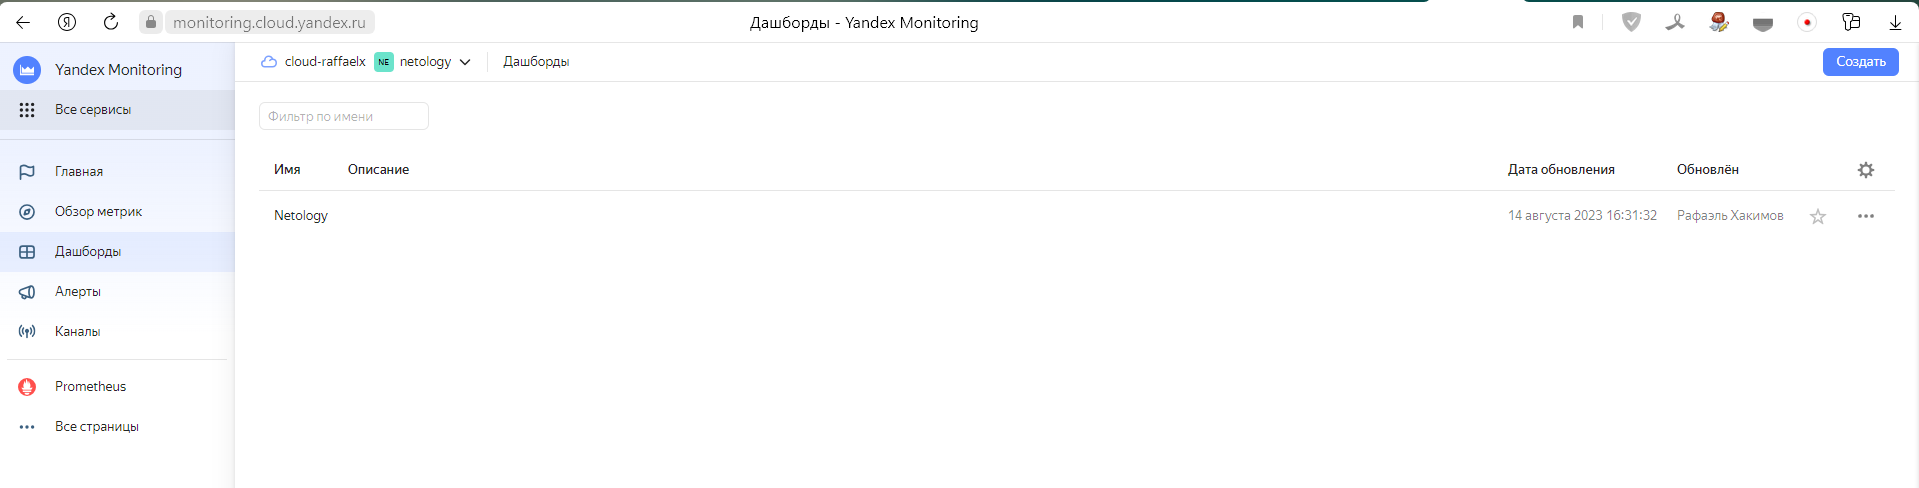 monitoring.cloud.yandex.ru
Дашборды - Yandex Monitoring
Yandex Monitoring
Все сервисы
Главная
Обзор метрик
Дашборды
Алерты
Каналы
Prometheus
Все страницы
cloud-raffaelx NE netology Дашборды
Создать
Фильтр по имени
Имя Описание Дата обновления Обновлён
Netology 14 августа 2023 16:31:32 Рафаэль Хакимов